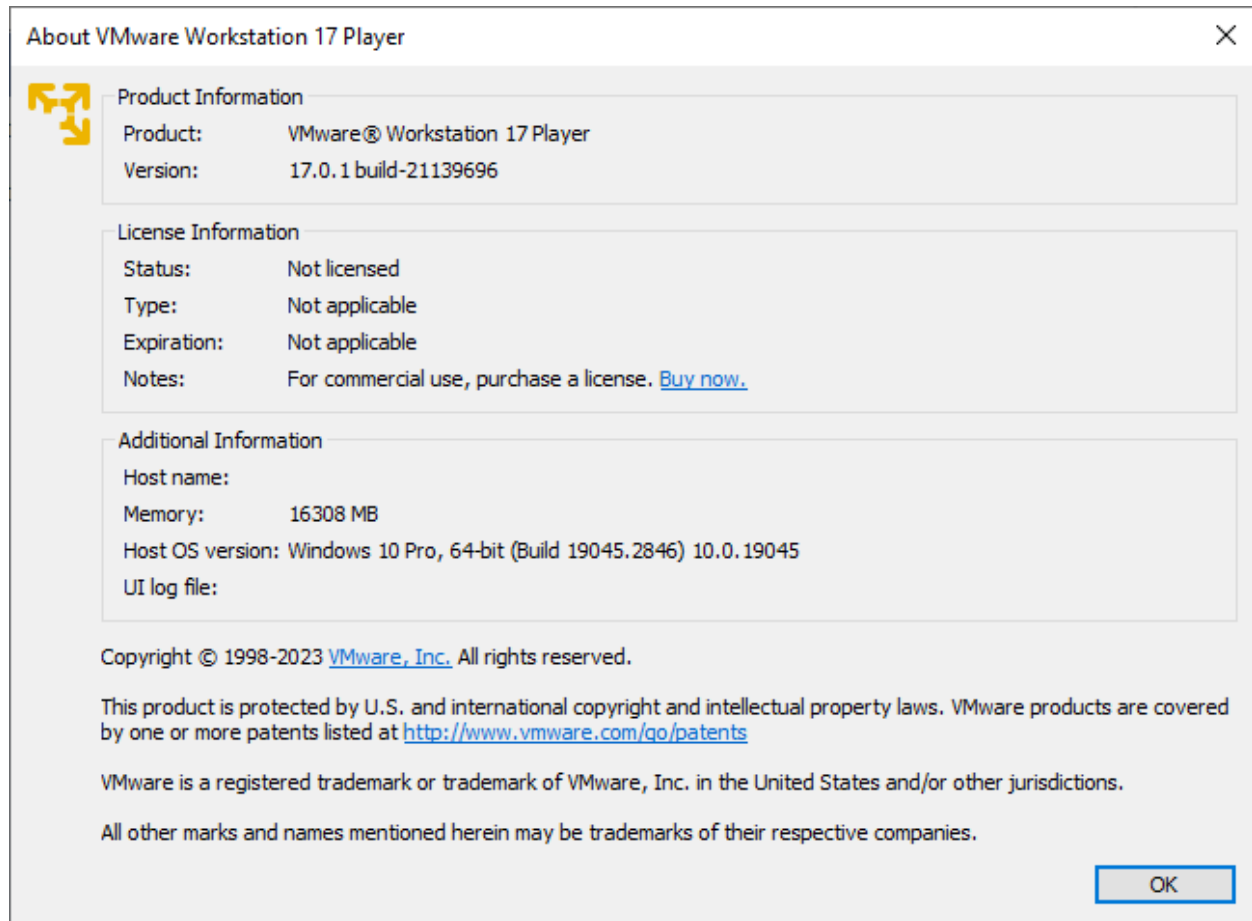 About VMware Workstation 17 Player
Product Information
Product: VMware® Workstation 17 Player
Version: 17.0.1 build-21139696
License Information
Status: Not licensed
Type: Not applicable
Expiration: Not applicable
Notes: For commercial use, purchase a license. Buy now.
Additional Information
Host name:
Memory: 16308 MB
Host OS version: Windows 10 Pro, 64-bit (Build 19045.2846) 10.0.19045
UI log file:
Copyright © 1998-2023 VMware, Inc. All rights reserved.
This product is protected by U.S. and international copyright and intellectual property laws. VMware products are covered
by one or more patents listed at http://www.vmware.com/go/patents
VMware is a registered trademark or trademark of VMware, Inc. in the United States and/or other jurisdictions.
All other marks and names mentioned herein may be trademarks of their respective companies.
OK